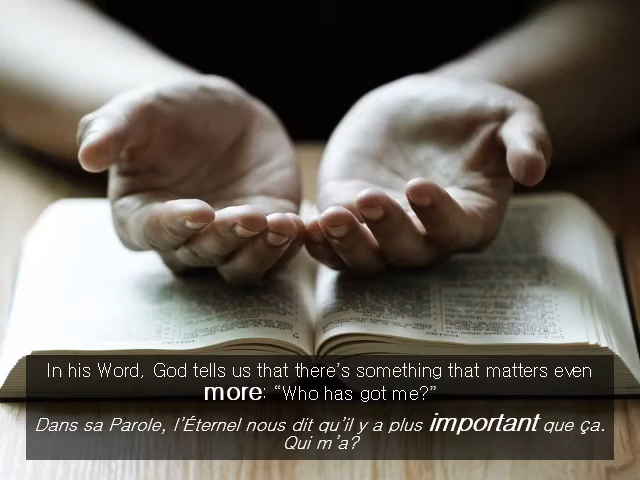 In his Word, God tells us that there's something that matters even
more: “Who has got me?”
Dans sa Parole, l'Éternel nous dit qu'il y a plus important que ça.
Qui m'a?